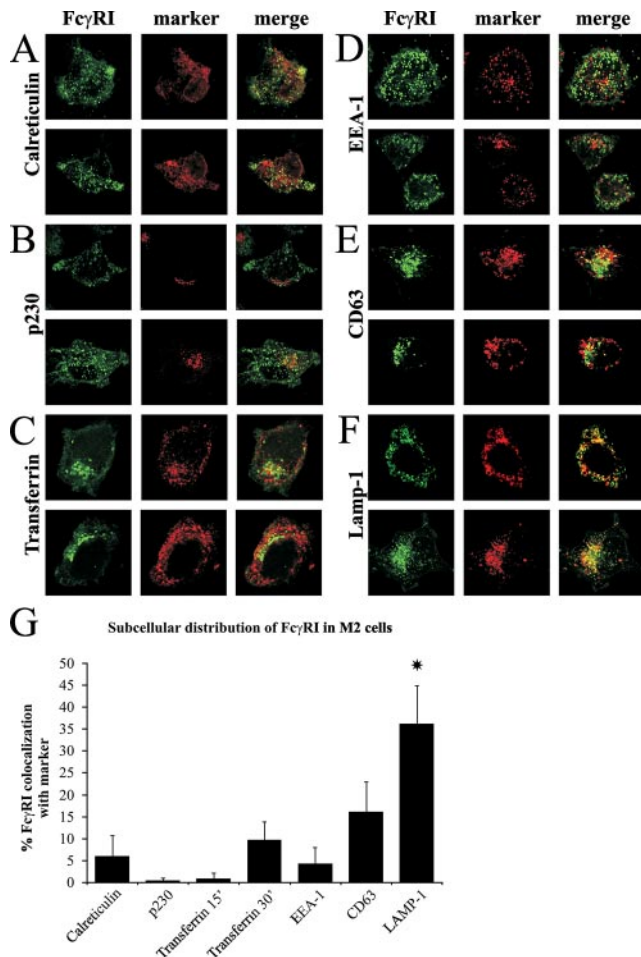 FcγRI marker merge
FcγRI marker merge
A
Calreticulin
B
p230
C
Transferrin
D
EEA-1
E
CD63
F
Lamp-1
G
Subcellular distribution of FcγRI in M2 cells
% FcγRI colocalization
with marker
50
45
40
35
30
25
20
15
10
5
0
Calreticulin
p230
Transferrin 15'
Transferrin 30'
EEA-1
CD63
LAMP-1